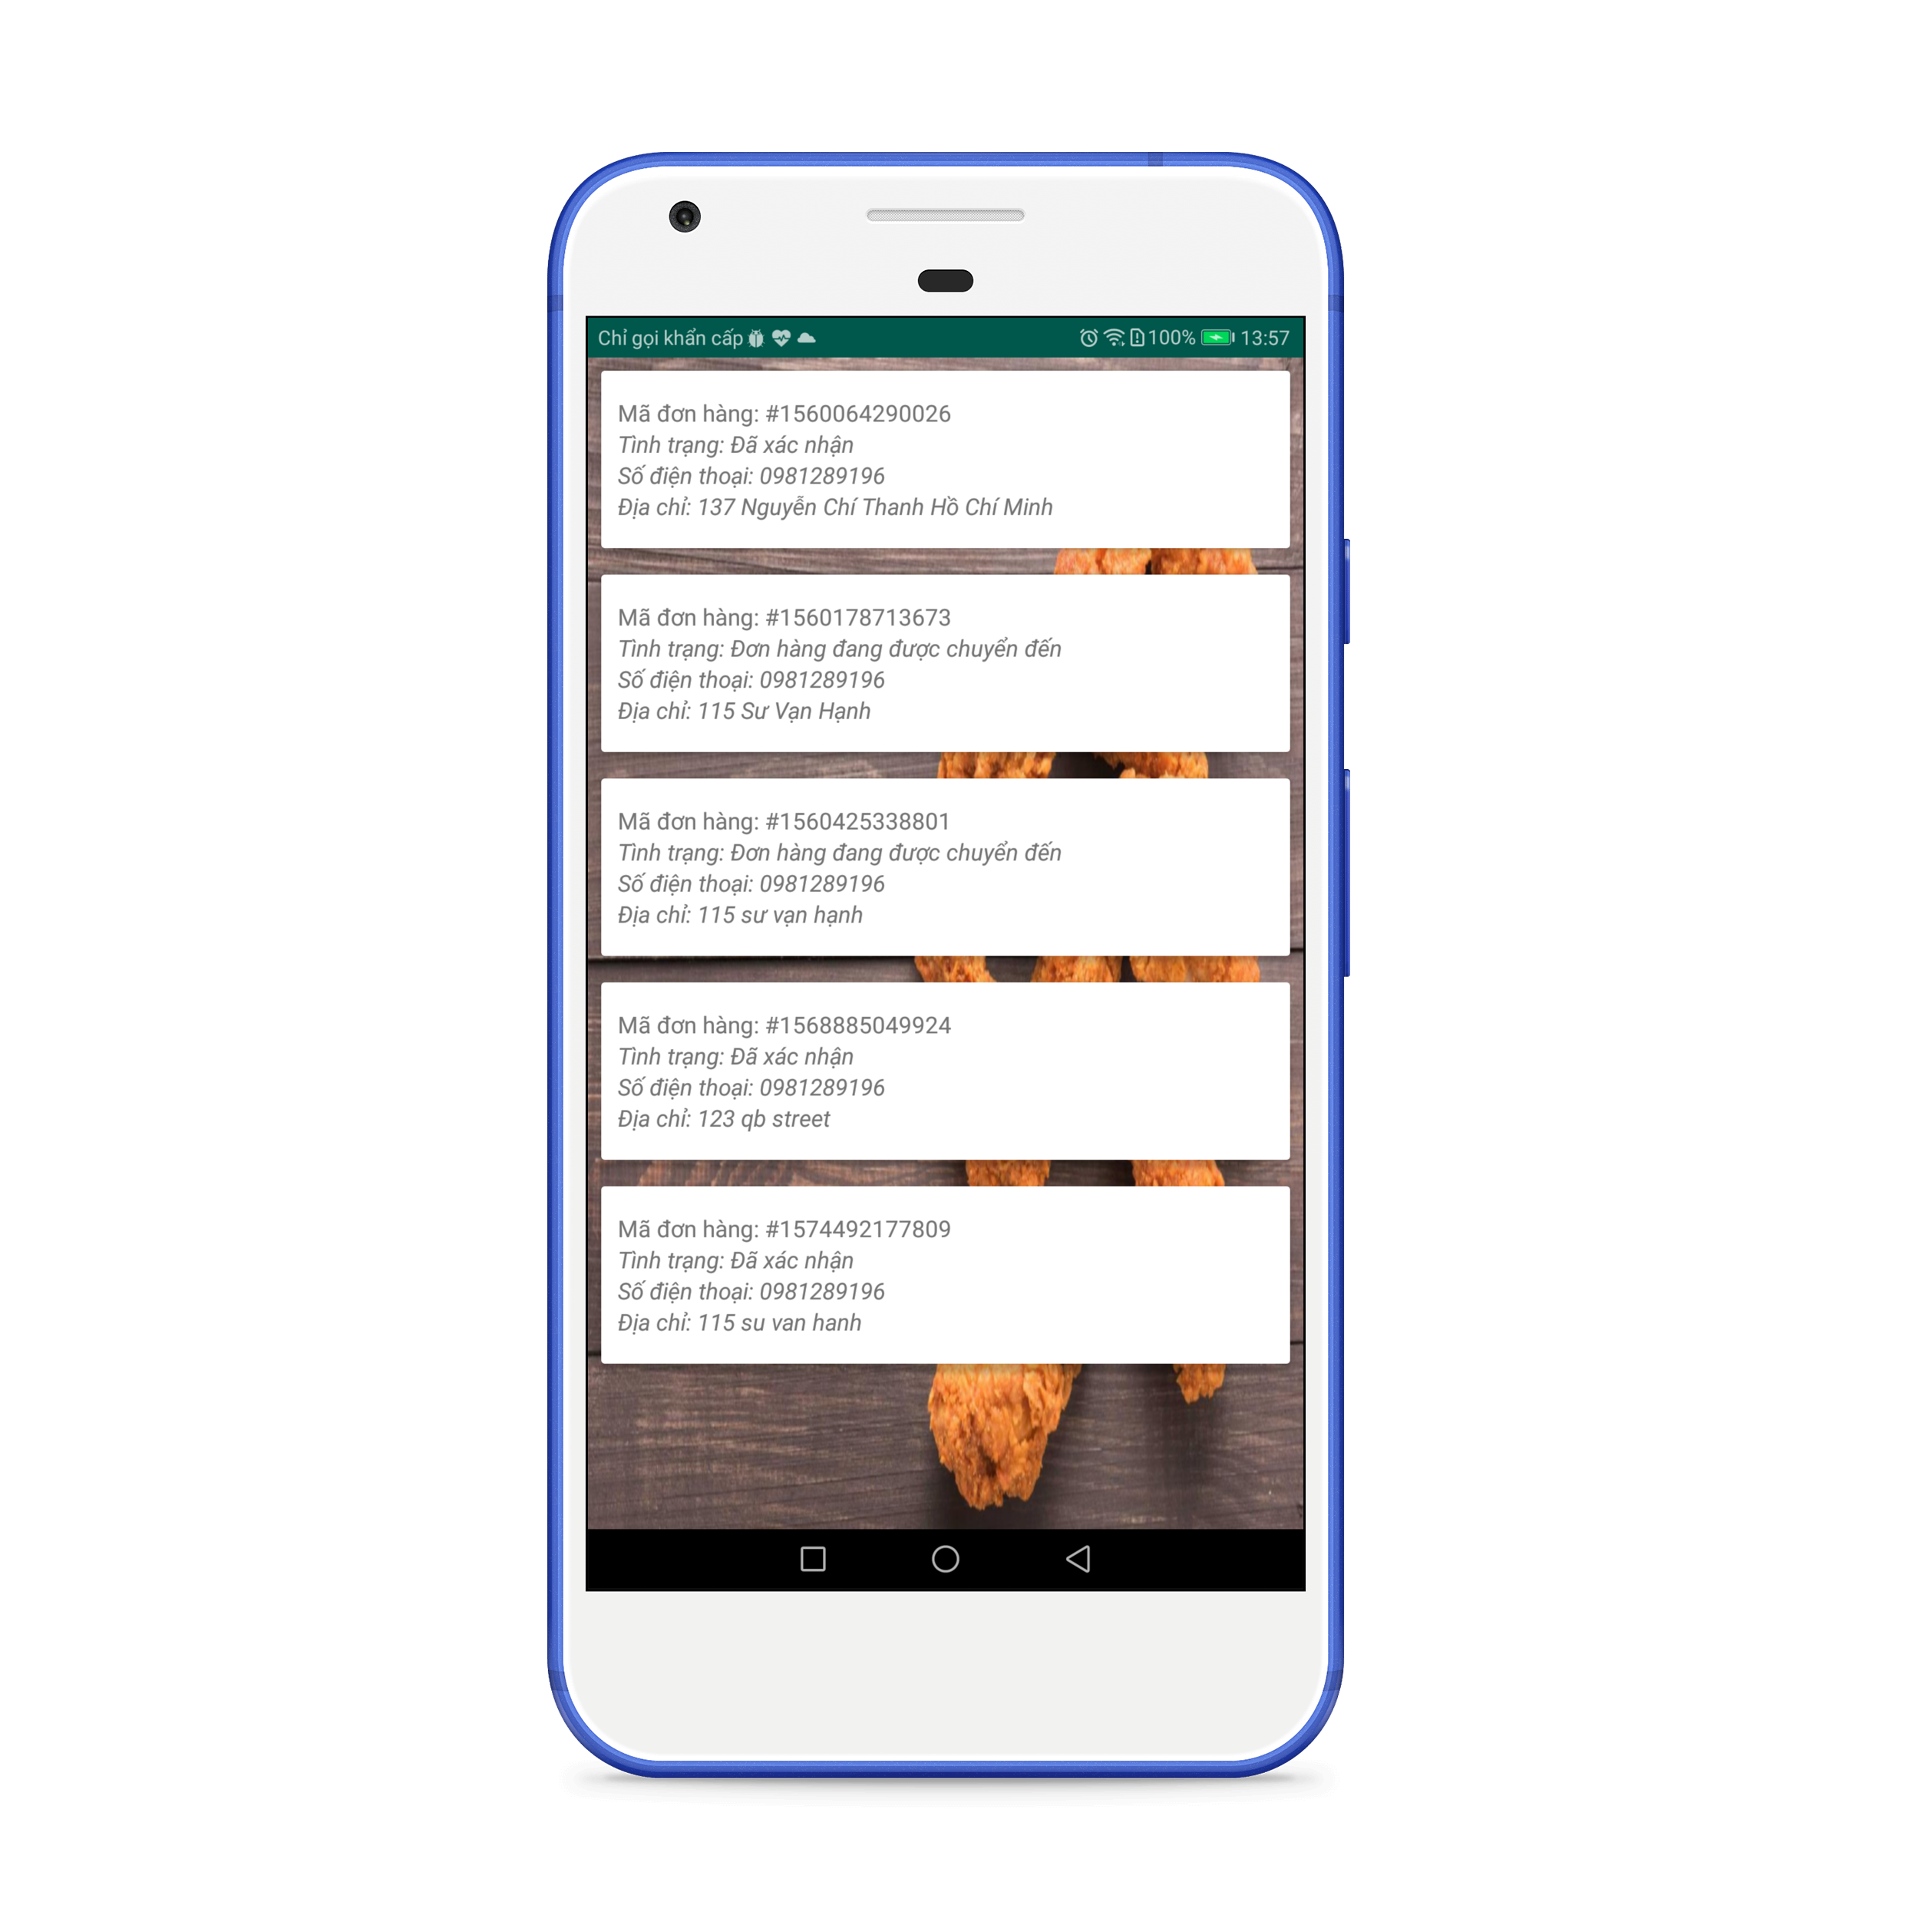 Chỉ gọi khẩn cấp 100% 13:57
Mã đơn hàng: #1560064290026
Tình trạng: Đã xác nhận
Số điện thoại: 0981289196
Địa chỉ: 137 Nguyễn Chí Thanh Hồ Chí Minh
Mã đơn hàng: #1560178713673
Tình trạng: Đơn hàng đang được chuyển đến
Số điện thoại: 0981289196
Địa chỉ: 115 Sư Vạn Hạnh
Mã đơn hàng: #1560425338801
Tình trạng: Đơn hàng đang được chuyển đến
Số điện thoại: 0981289196
Địa chỉ: 115 sư vạn hạnh
Mã đơn hàng: #1568885049924
Tình trạng: Đã xác nhận
Số điện thoại: 0981289196
Địa chỉ: 123 qb street
Mã đơn hàng: #1574492177809
Tình trạng: Đã xác nhận
Số điện thoại: 0981289196
Địa chỉ: 115 su van hanh